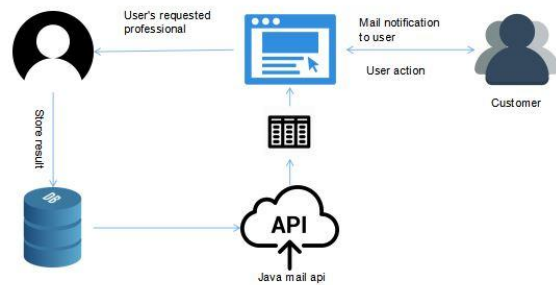 User's requested
professional
Mail notification
to user
User action
Customer
Store result
DB
API
Java mail api